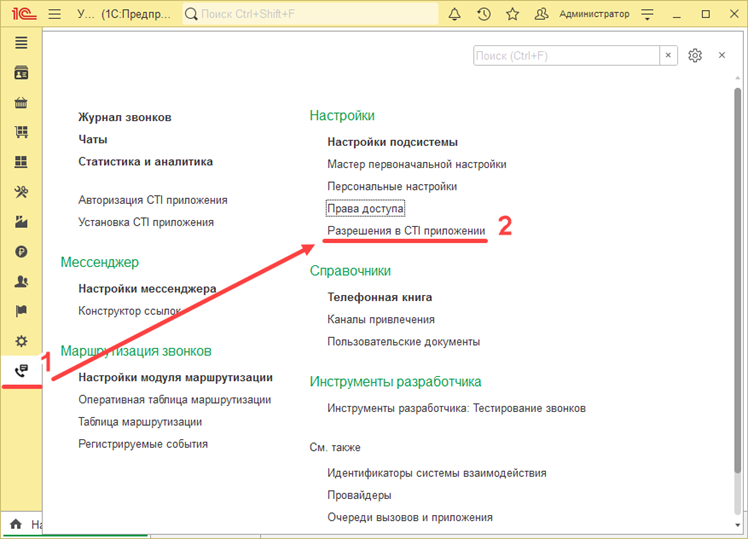 1С
У... (1С:Предпр...
Поиск Ctrl+Shift+F
Администратор
Поиск (Ctrl+F)
×
×
Журнал звонков
Чаты
Статистика и аналитика
Авторизация CTI приложения
Установка CTI приложения
Мессенджер
Настройки мессенджера
Конструктор ссылок
Маршрутизация звонков
Настройки модуля маршрутизации
Оперативная таблица маршрутизации
Таблица маршрутизации
Регистрируемые события
Настройки
Настройки подсистемы
Мастер первоначальной настройки
Персональные настройки
Права доступа
Разрешения в CTI приложении
Справочники
Телефонная книга
Каналы привлечения
Пользовательские документы
Инструменты разработчика
Инструменты разработчика: Тестирование звонков
См. также
Идентификаторы системы взаимодействия
Провайдеры
Очереди вызовов и приложения
1
2
На